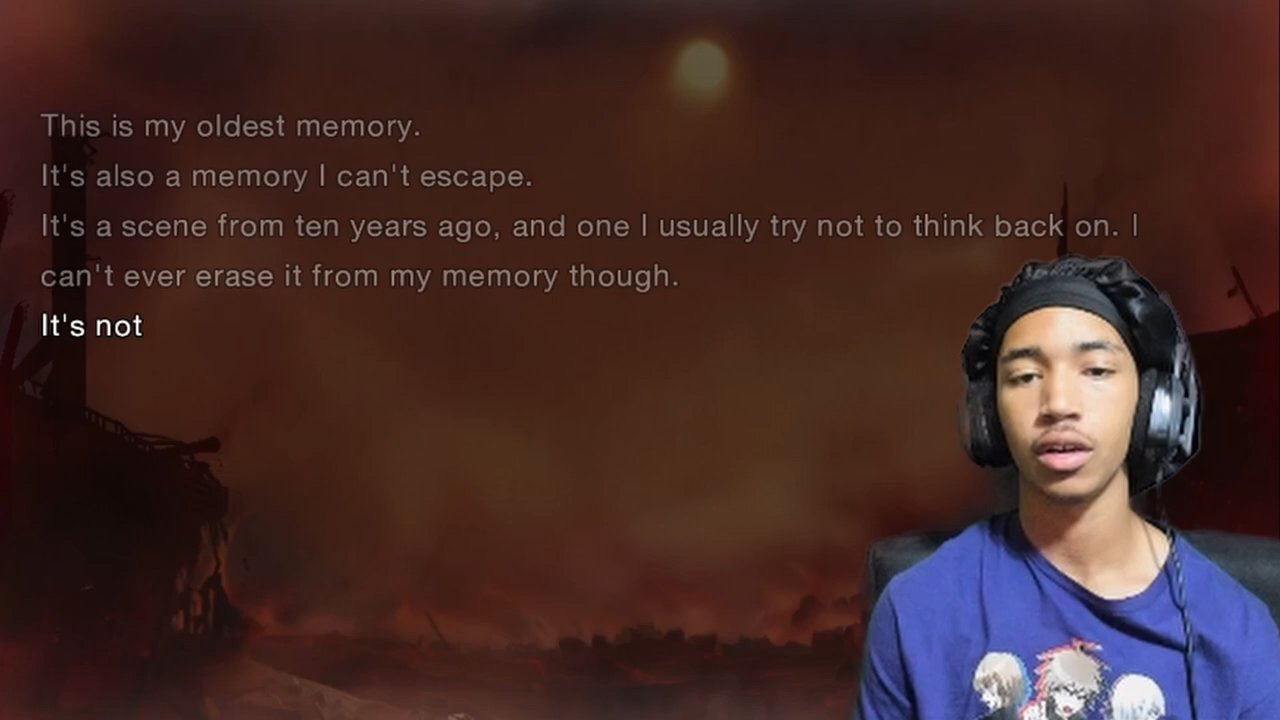 This is my oldest memory.
It's also a memory I can't escape.
It's a scene from ten years ago, and one I usually try not to think back on. I
can't ever erase it from my memory though.
It's not